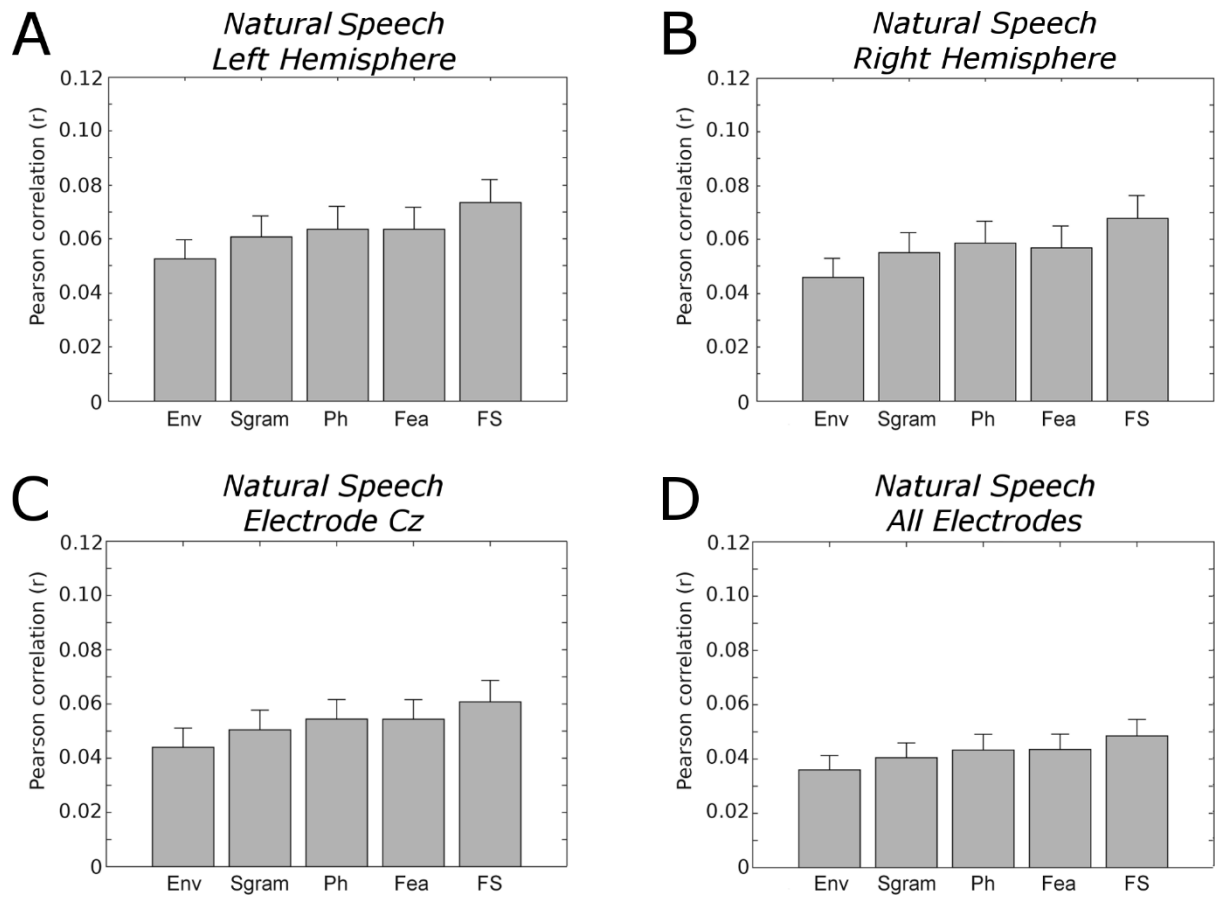 A
Natural Speech
Left Hemisphere
Pearson correlation (r)
0.12
0.10
0.08
0.06
0.04
0.02
0
Env Sgram Ph Fea FS
B
Natural Speech
Right Hemisphere
Pearson correlation (r)
0.12
0.10
0.08
0.06
0.04
0.02
0
Env Sgram Ph Fea FS
C
Natural Speech
Electrode Cz
Pearson correlation (r)
0.12
0.10
0.08
0.06
0.04
0.02
0
Env Sgram Ph Fea FS
D
Natural Speech
All Electrodes
Pearson correlation (r)
0.12
0.10
0.08
0.06
0.04
0.02
0
Env Sgram Ph Fea FS